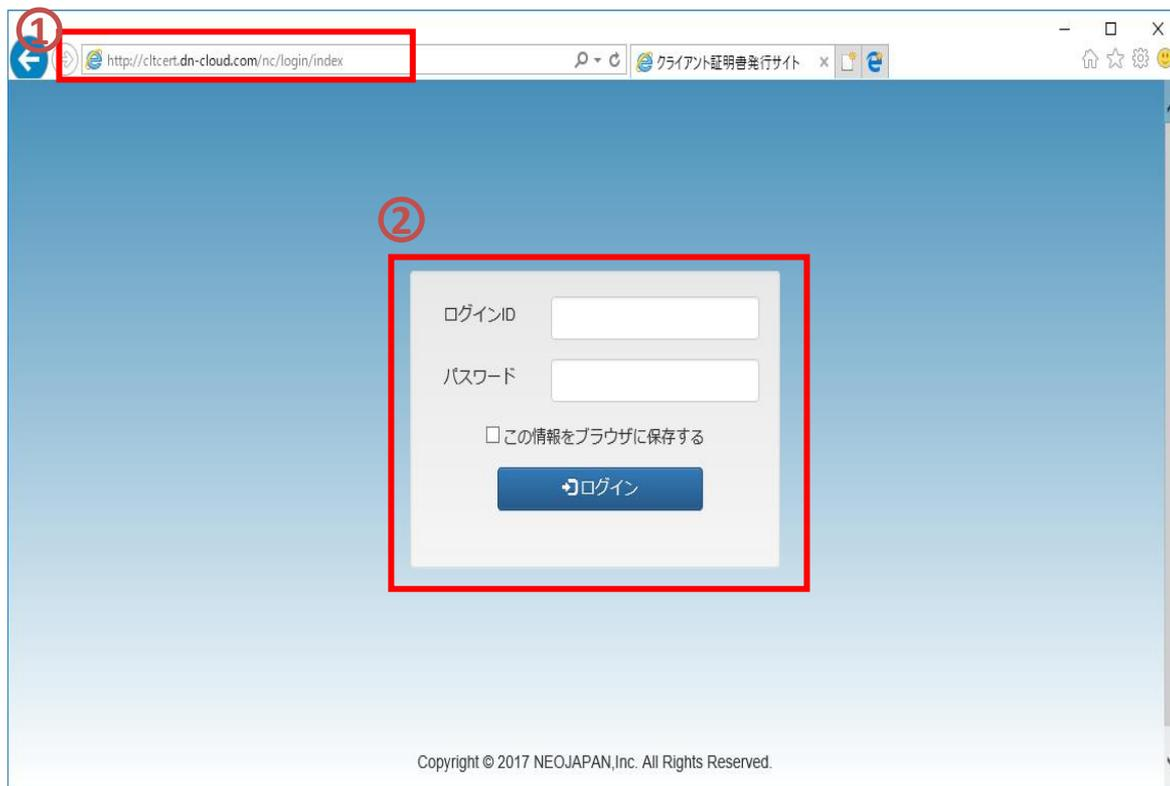 ①
http://cltcert.dn-cloud.com/nc/login/index
クライアント証明書発行サイト
②
ログインID
パスワード
この情報をブラウザに保存する
ログイン
Copyright © 2017 NEOJAPAN,Inc. All Rights Reserved.